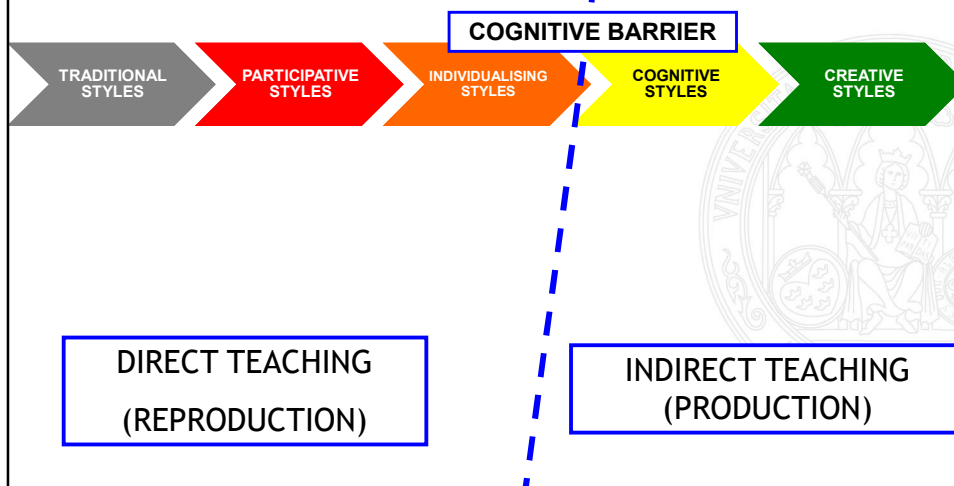 COGNITIVE BARRIER
TRADITIONAL
STYLES
PARTICIPATIVE
STYLES
INDIVIDUALISING
STYLES
COGNITIVE
STYLES
CREATIVE
STYLES
DIRECT TEACHING
(REPRODUCTION)
INDIRECT TEACHING
(PRODUCTION)